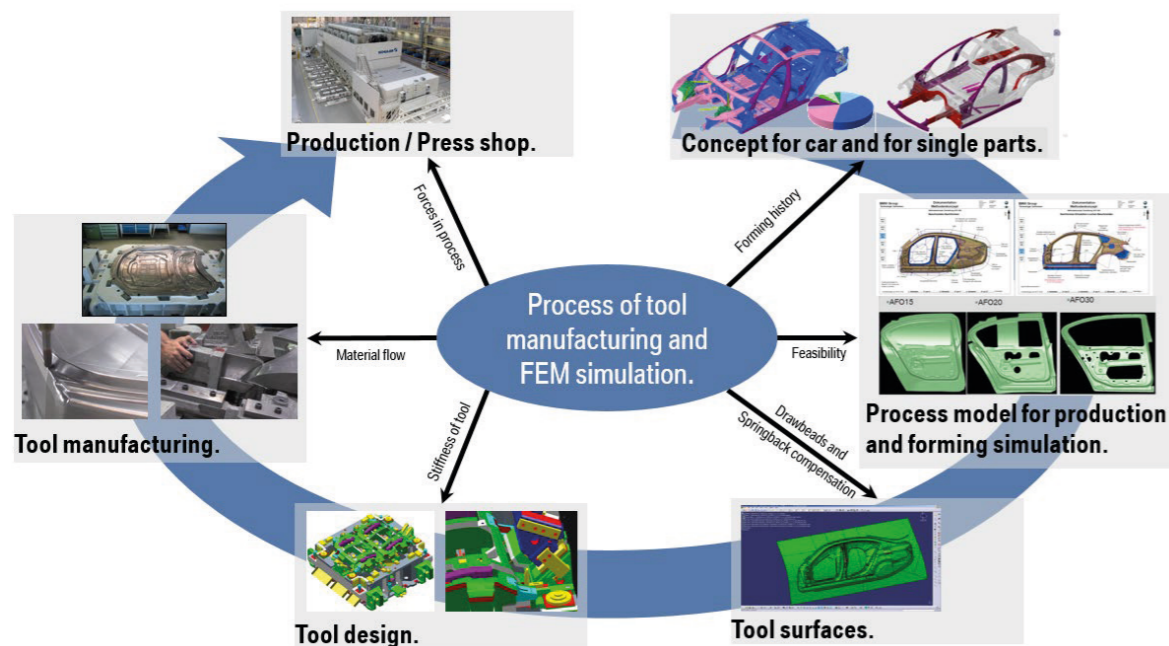 Production / Press shop.
Concept for car and for single parts.
Forces in process
Forming history
-AFO15
-AFO20
-AFO30
Process of tool
manufacturing and
FEM simulation.
Material flow
Feasibility
Tool manufacturing.
Process model for production
and forming simulation.
Stiffness of tool
Drawbeads and
Springback compensation
Tool design.
Tool surfaces.